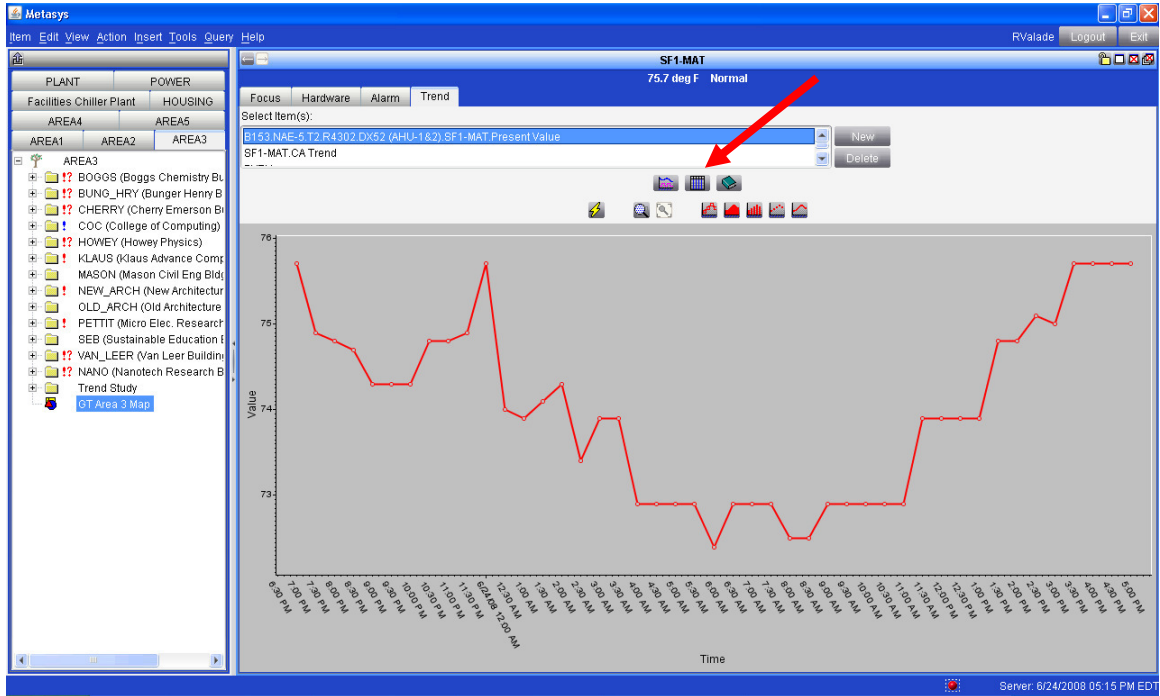 Metasys
Item Edit View Action Insert Tools Query Help
RValade Logout Exit
PLANT POWER
Facilities Chiller Plant HOUSING
AREA4 AREA5
AREA1 AREA2 AREA3
AREA3
!? BOGGS (Boggs Chemistry Bu
!? BUNG_HRY (Bunger Henry B
!? CHERRY (Cherry Emerson Bu
! COC (College of Computing)
!? HOWEY (Howey Physics)
! KLAUS (Klaus Advance Comp
MASON (Mason Civil Eng Bldg
! NEW_ARCH (New Architectur
OLD_ARCH (Old Architecture
! PETTIT (Micro Elec. Research
SEB (Sustainable Education B
!? VAN_LEER (Van Leer Building
!? NANO (Nanotech Research B
Trend Study
GT Area 3 Map
SF1-MAT
75.7 deg F Normal
Focus Hardware Alarm Trend
Select Item(s):
B153.NAE-5.T2.R4302.DX52 (AHU-1&2).SF1-MAT.Present Value
SF1-MAT.CA Trend
New
Delete
76
75
74
73
Value
6:30 PM
7:00 PM
7:30 PM
8:00 PM
8:30 PM
9:00 PM
9:30 PM
10:00 PM
10:30 PM
11:00 PM
11:30 PM
6/24/08 12:00 AM
12:30 AM
1:00 AM
1:30 AM
2:00 AM
2:30 AM
3:00 AM
3:30 AM
4:00 AM
4:30 AM
5:00 AM
5:30 AM
6:00 AM
6:30 AM
7:00 AM
7:30 AM
8:00 AM
8:30 AM
9:00 AM
9:30 AM
10:00 AM
10:30 AM
11:00 AM
11:30 AM
12:00 PM
12:30 PM
1:00 PM
1:30 PM
2:00 PM
2:30 PM
3:00 PM
3:30 PM
4:00 PM
4:30 PM
5:00 PM
Time
Server: 6/24/2008 05:15 PM EDT